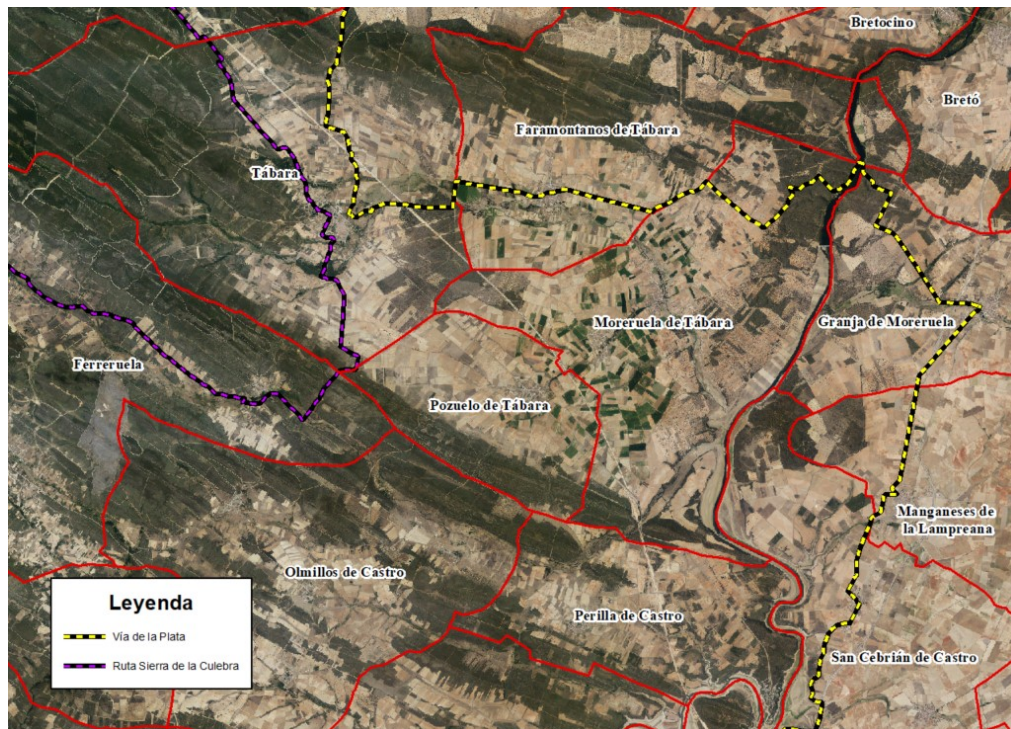 Bretocino
Bretó
Faramontanos de Tábara
Tábara
Moreruela de Tábara
Granja de Moreruela
Ferreruela
Pozuelo de Tábara
Manganeses de
la Lampreana
Olmillos de Castro
Perilla de Castro
San Cebrián de Castro
Leyenda
Vía de la Plata
Ruta Sierra de la Culebra